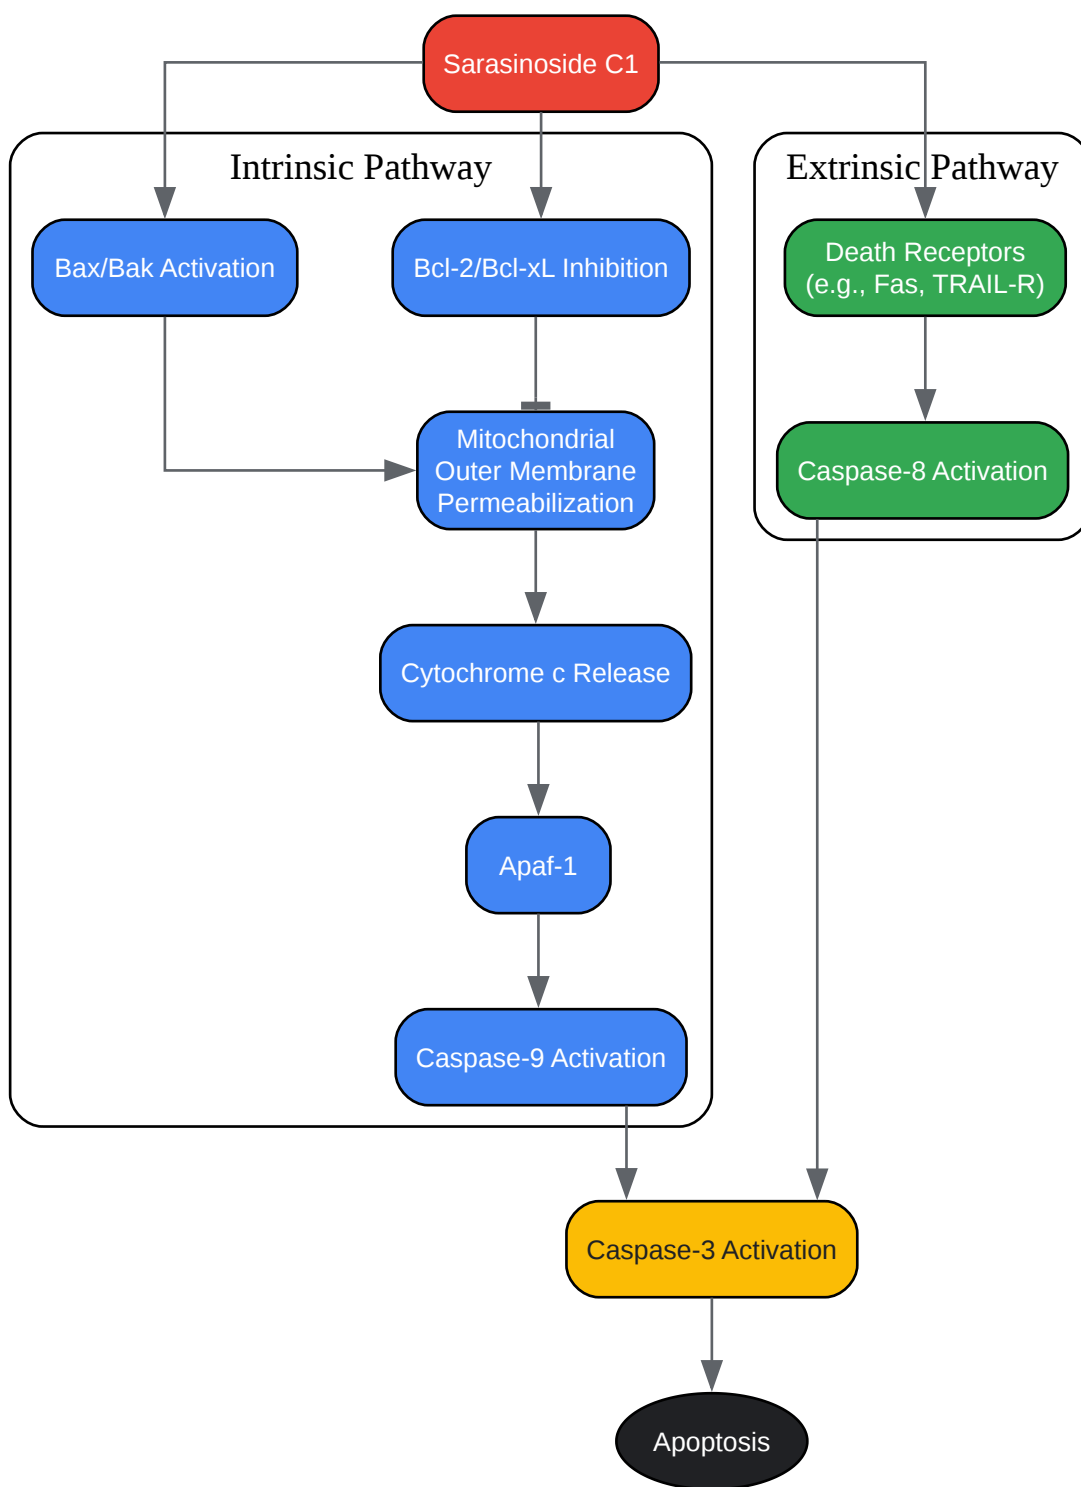 Sarasinoside C1
Intrinsic Pathway
Extrinsic Pathway
Bax/Bak Activation
Bcl-2/Bcl-xL Inhibition
Death Receptors
(e.g., Fas, TRAIL-R)
Mitochondrial
Outer Membrane
Permeabilization
Caspase-8 Activation
Cytochrome c Release
Apaf-1
Caspase-9 Activation
Caspase-3 Activation
Apoptosis